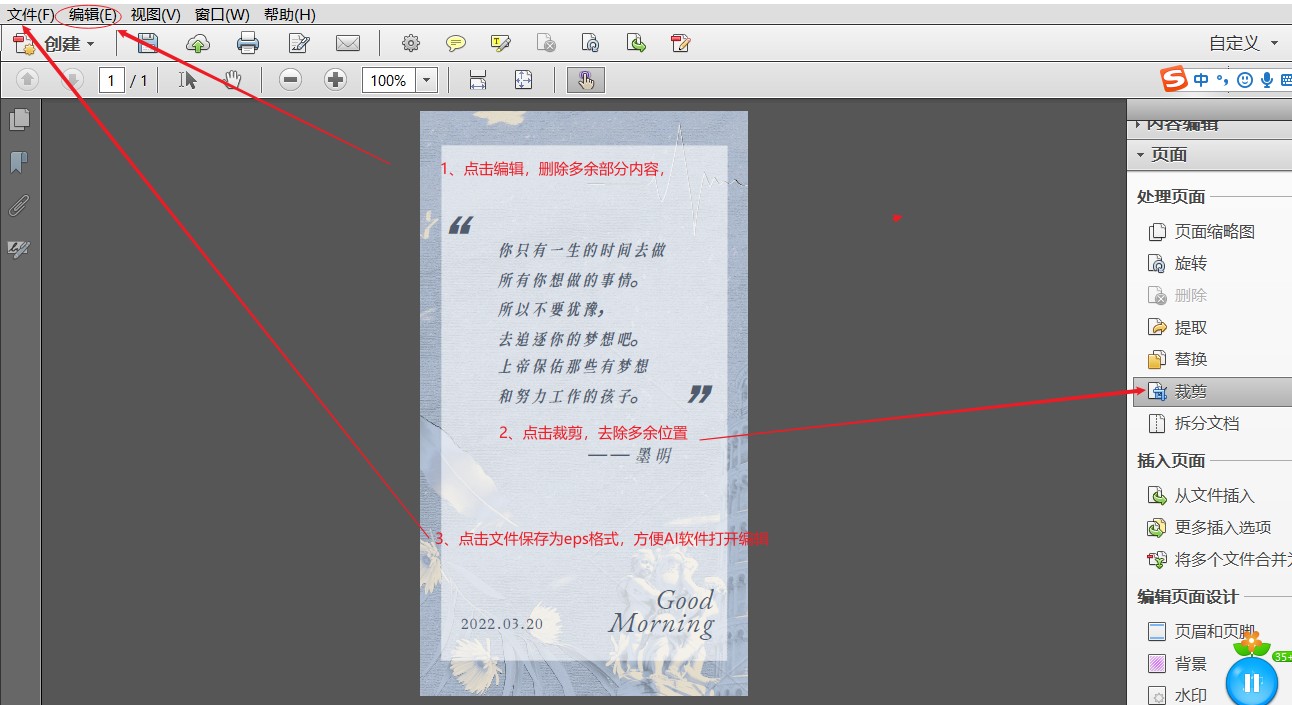 文件(F) 编辑(E) 视图(V) 窗口(W) 帮助(H)
创建
自定义
1 / 1
100%
中
内容编辑
页面
处理页面
页面缩略图
旋转
删除
提取
替换
裁剪
拆分文档
插入页面
从文件插入
更多插入选项
将多个文件合并为
编辑页面设计
页眉和页脚
背景
水印
35+
1、点击编辑，删除多余部分内容，
“
你只有一生的时间去做
所有你想做的事情。
所以不要犹豫，
去追逐你的梦想吧。
上帝保佑那些有梦想
和努力工作的孩子。
”
2、点击裁剪，去除多余位置
——墨明
3、点击文件保存为eps格式，方便AI软件打开编辑
Good
2022.03.20 Morning